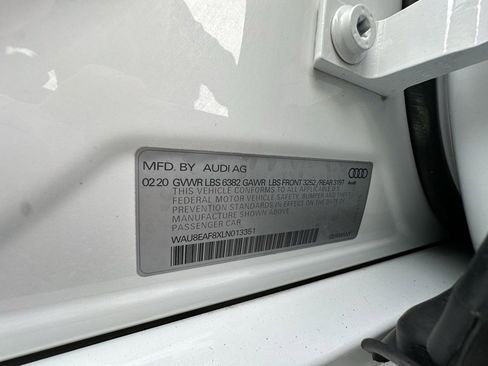 MFD. BY AUDI AG
02.20 GVWR LBS 6382 GAWR LBS FRONT 3252 /REAR 3197 Audi
THIS VEHICLE CONFORMS TO ALL APPLICABLE U.S.
FEDERAL MOTOR VEHICLE SAFETY, BUMPER AND THEFT
PREVENTION STANDARDS IN EFFECT ON THE DATE OF
MANUFACTURE SHOWN ABOVE.
PASSENGER CAR
WAU8EAF8XLN013351